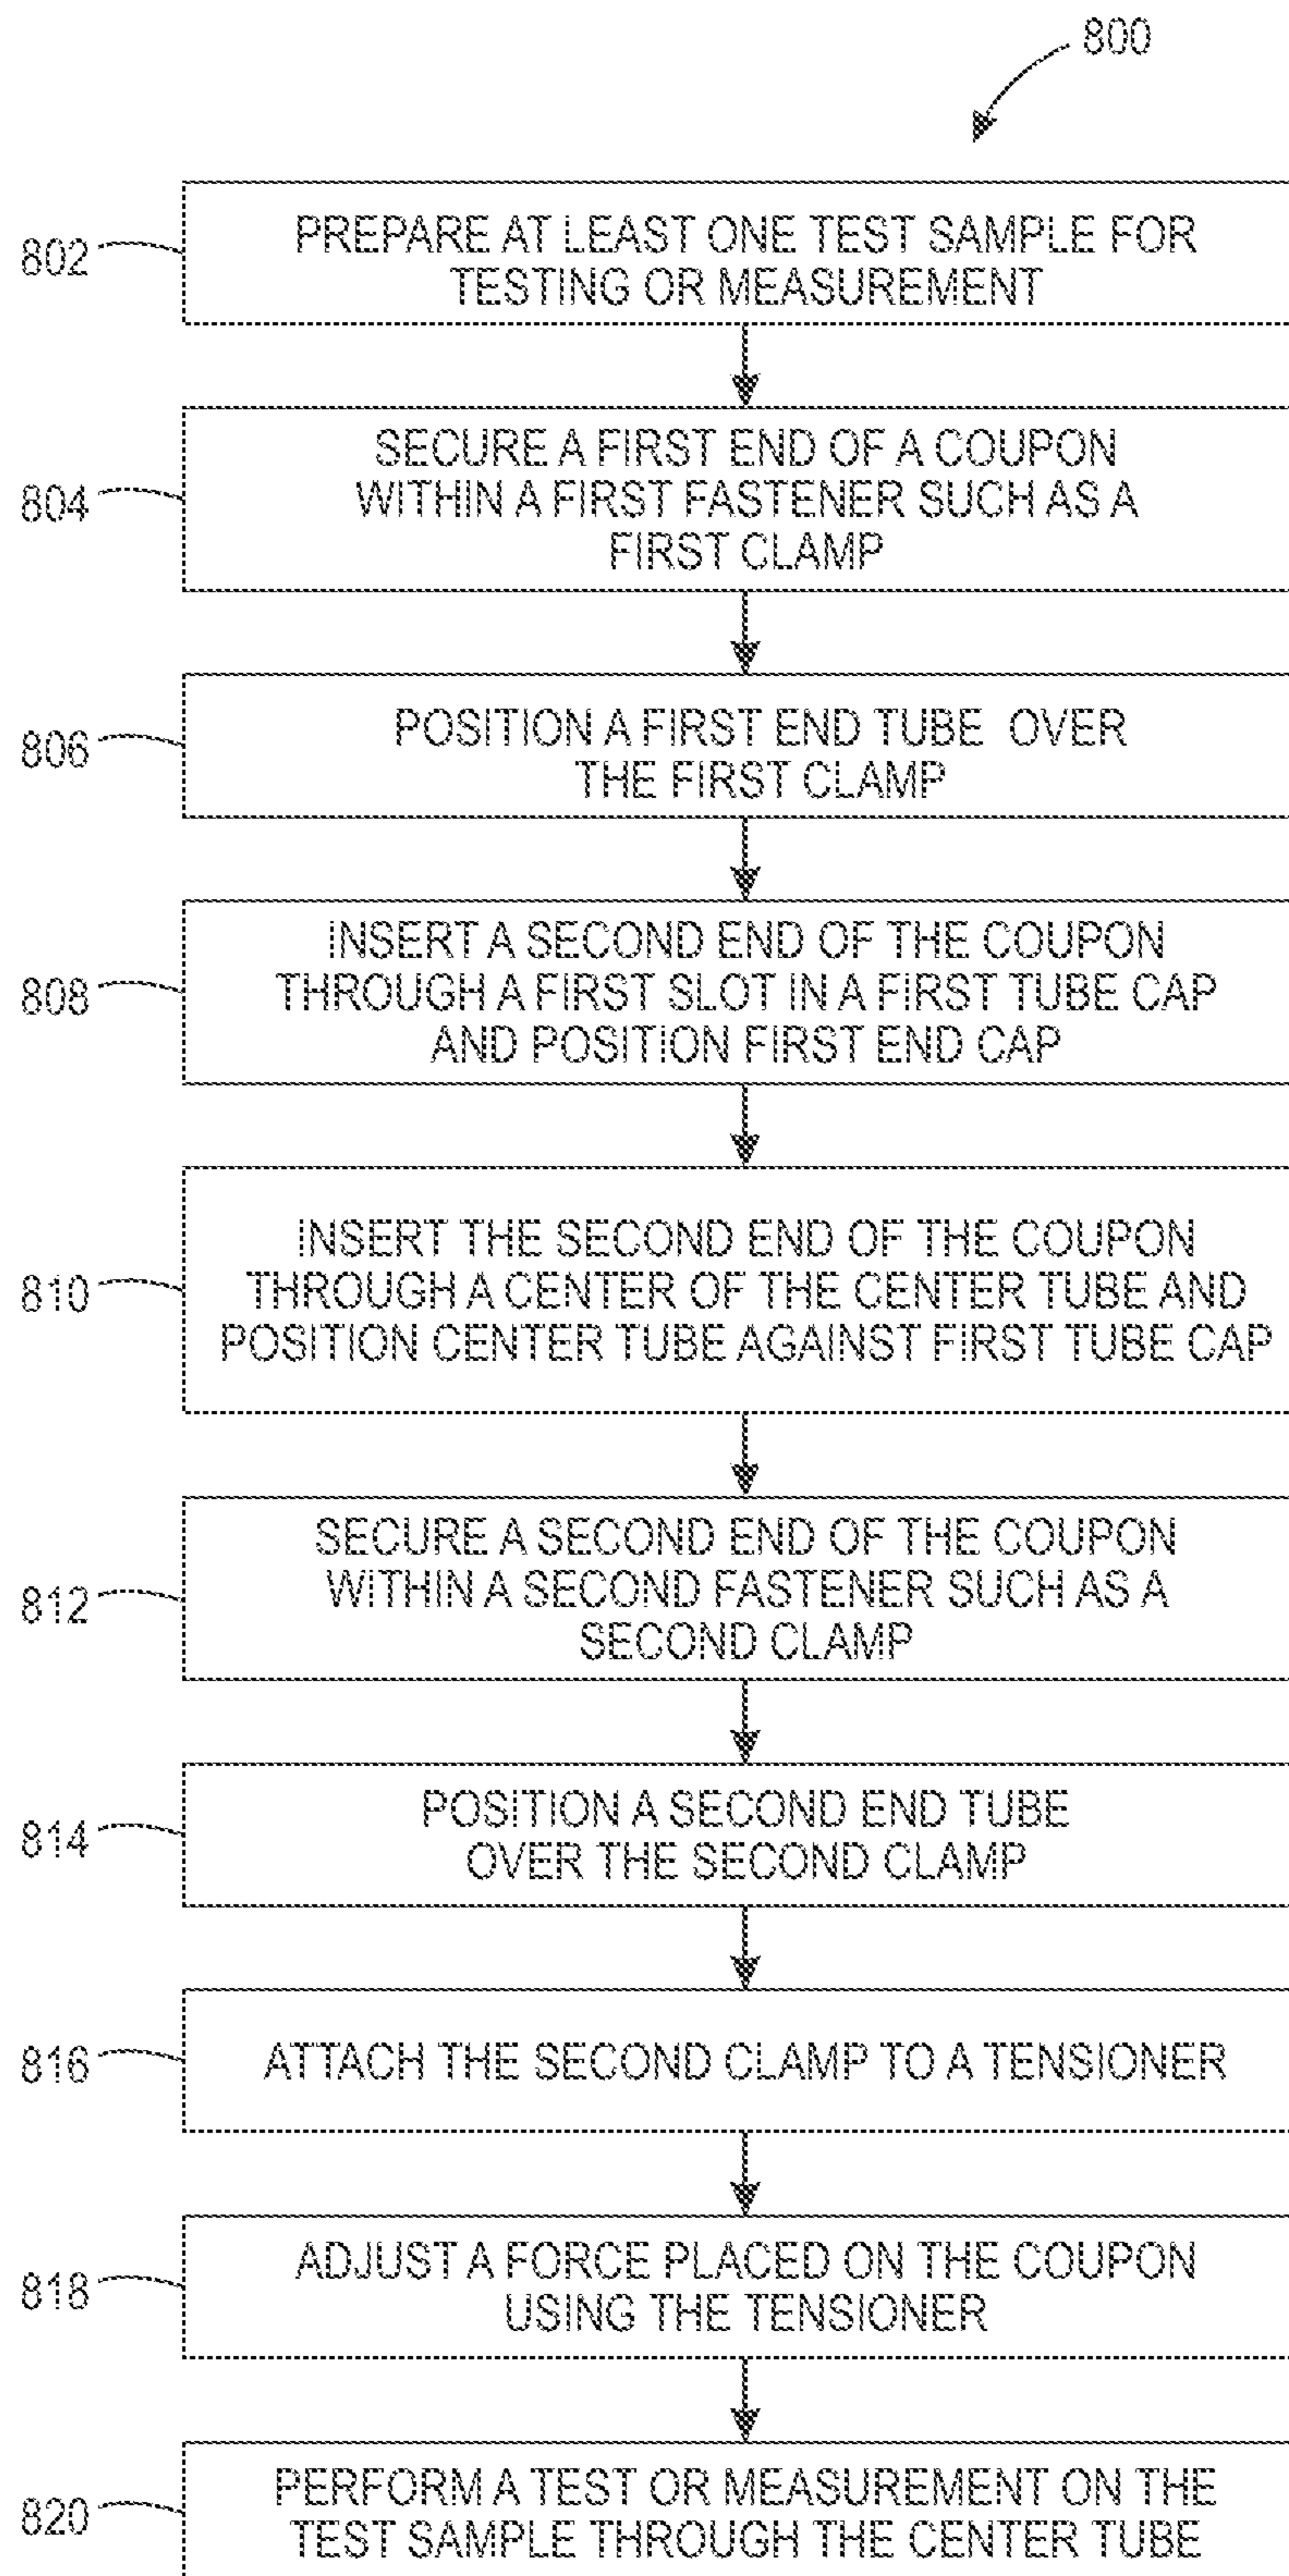 800
802
PREPARE AT LEAST ONE TEST SAMPLE FOR
TESTING OR MEASUREMENT
804
SECURE A FIRST END OF A COUPON
WITHIN A FIRST FASTENER SUCH AS A
FIRST CLAMP
806
POSITION A FIRST END TUBE OVER
THE FIRST CLAMP
808
INSERT A SECOND END OF THE COUPON
THROUGH A FIRST SLOT IN A FIRST TUBE CAP
AND POSITION FIRST END CAP
810
INSERT THE SECOND END OF THE COUPON
THROUGH A CENTER OF THE CENTER TUBE AND
POSITION CENTER TUBE AGAINST FIRST TUBE CAP
812
SECURE A SECOND END OF THE COUPON
WITHIN A SECOND FASTENER SUCH AS A
SECOND CLAMP
814
POSITION A SECOND END TUBE
OVER THE SECOND CLAMP
816
ATTACH THE SECOND CLAMP TO A TENSIONER
818
ADJUST A FORCE PLACED ON THE COUPON
USING THE TENSIONER
820
PERFORM A TEST OR MEASUREMENT ON THE
TEST SAMPLE THROUGH THE CENTER TUBE